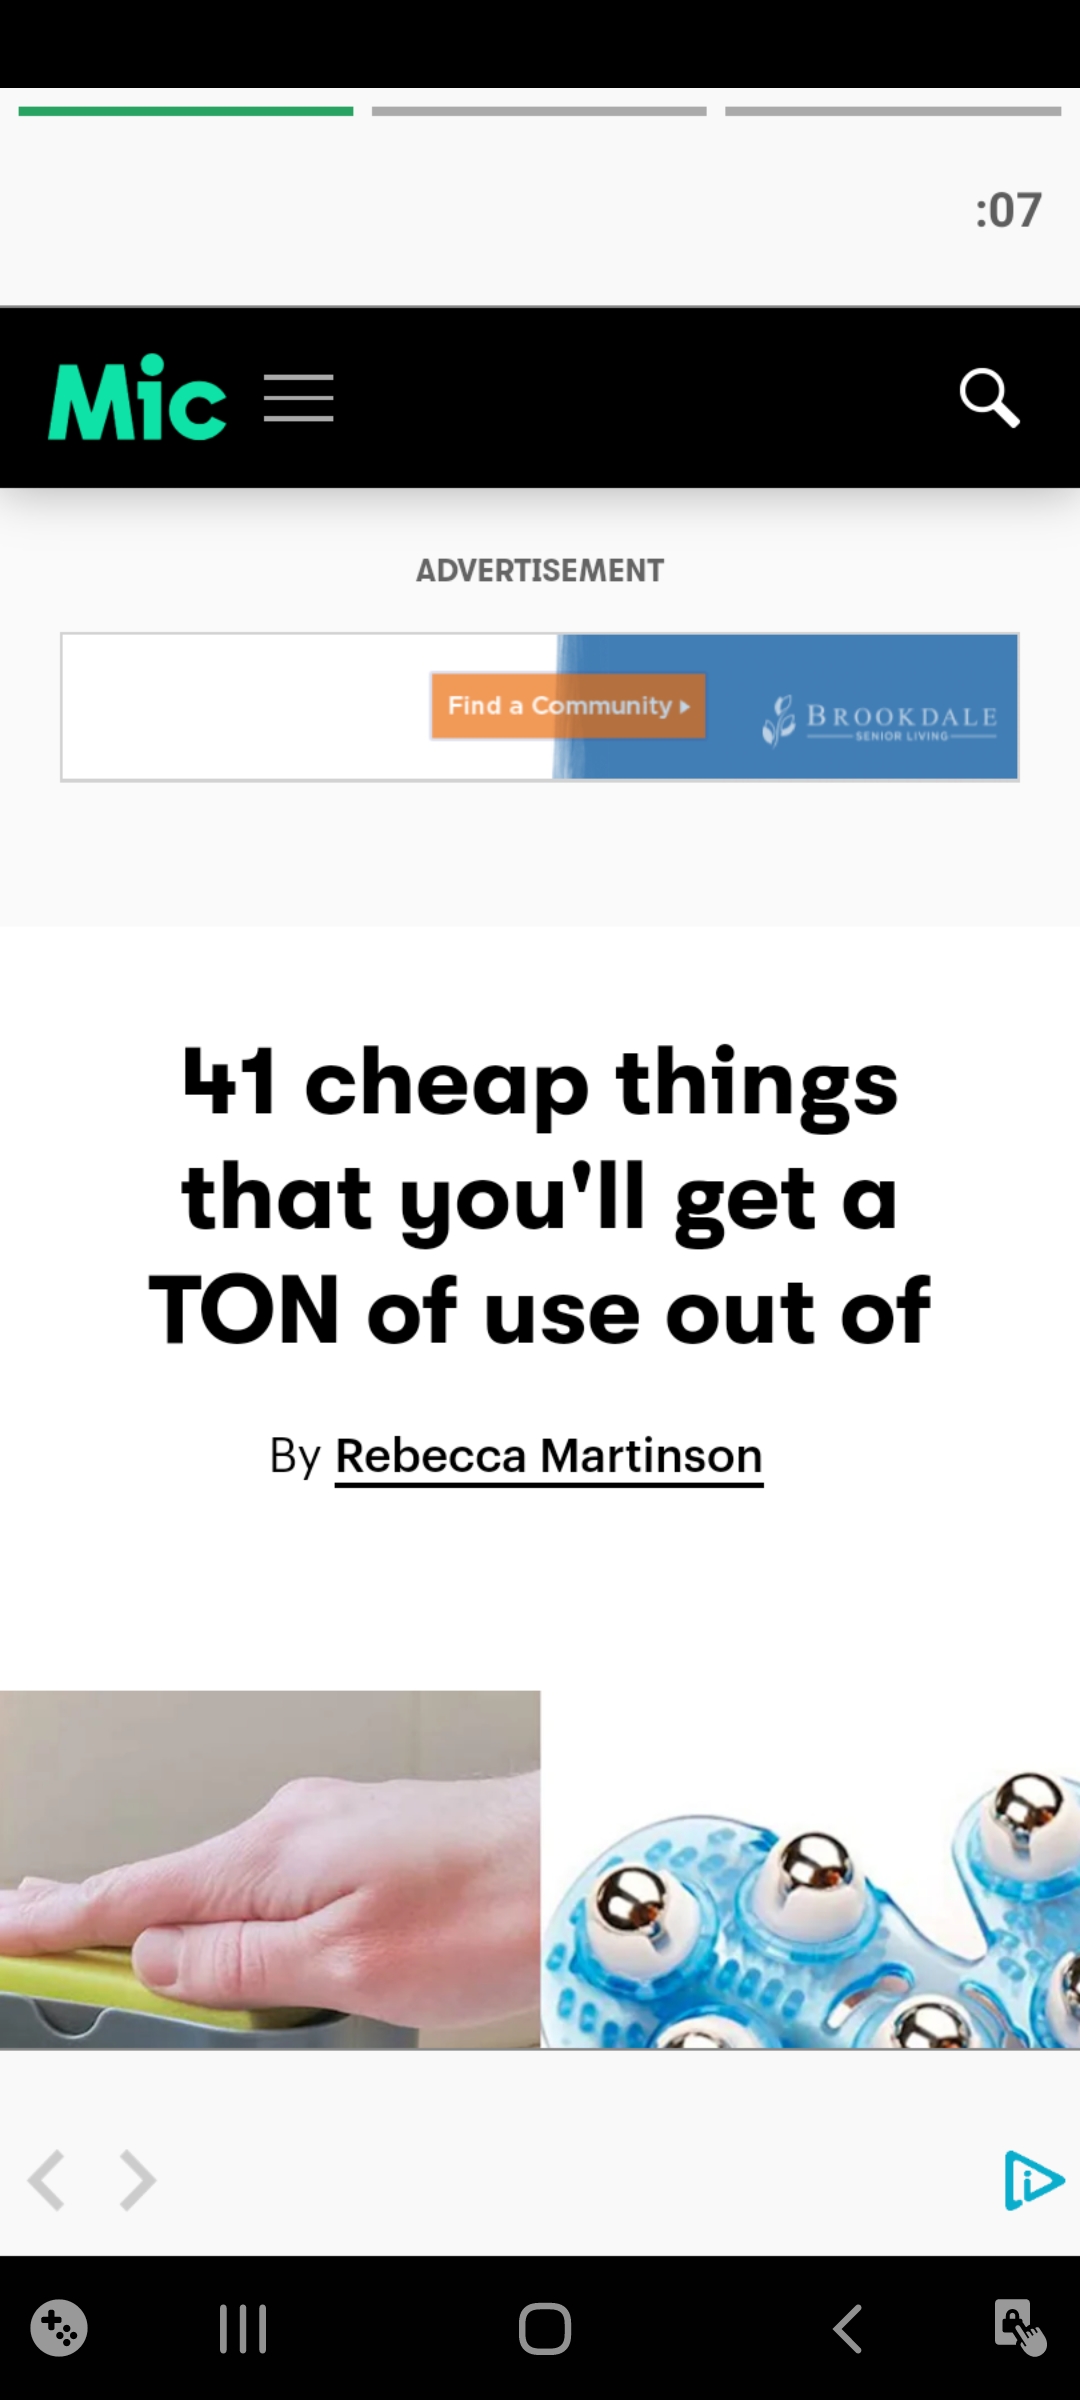 :07
Mic
ADVERTISEMENT
Find a Community
BROOKDALE
SENIOR LIVING
41 cheap things
that you'll get a
TON of use out of
By Rebecca Martinson